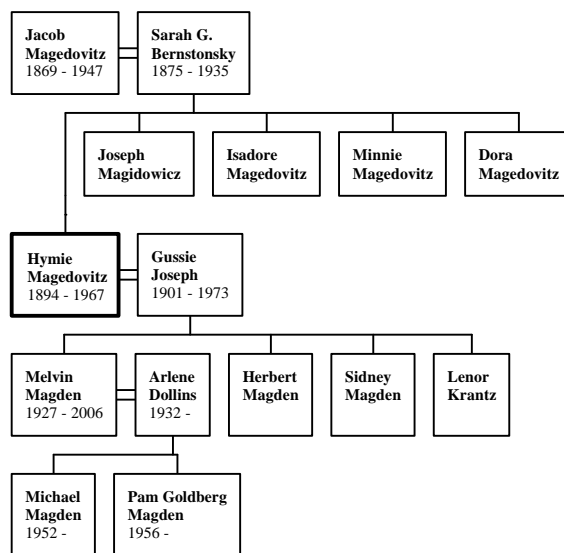 Jacob
Magedovitz
1869 - 1947
Sarah G.
Bernstonsky
1875 - 1935
Joseph
Magidowicz
Isadore
Magedovitz
Minnie
Magedovitz
Dora
Magedovitz
Hymie
Magedovitz
1894 - 1967
Gussie
Joseph
1901 - 1973
Melvin
Magden
1927 - 2006
Arlene
Dollins
1932 -
Herbert
Magden
Sidney
Magden
Lenor
Krantz
Michael
Magden
1952 -
Pam Goldberg
Magden
1956 -